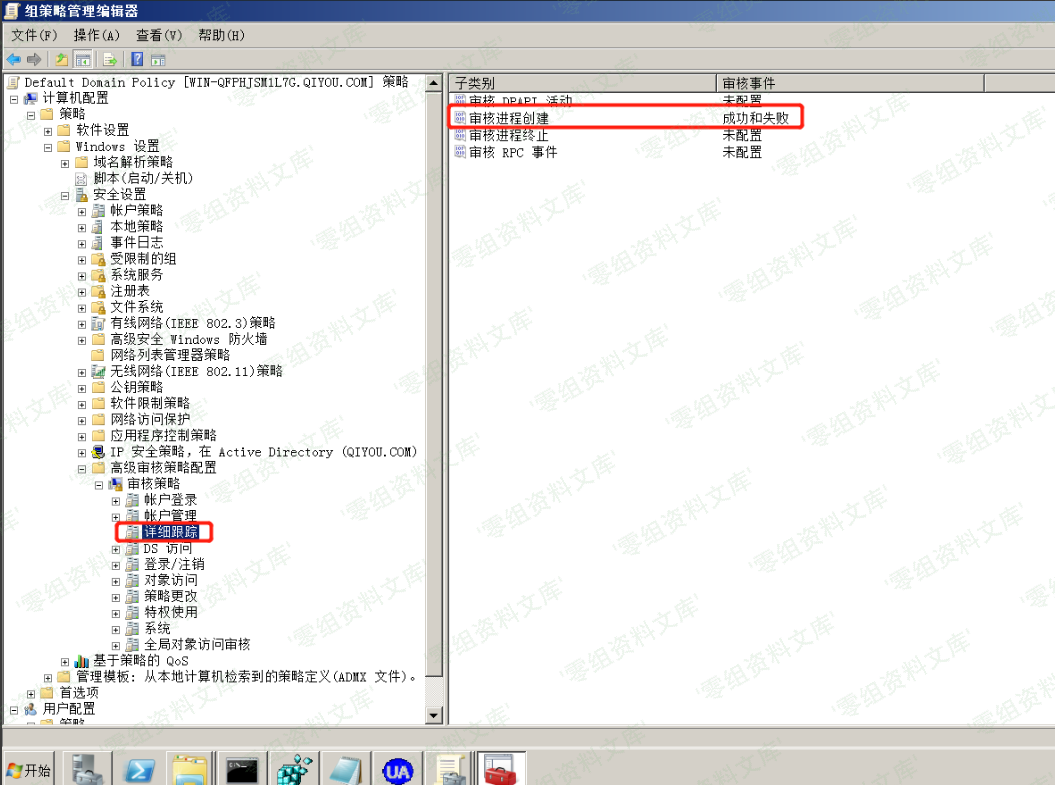 组策略管理编辑器
文件(F) 操作(A) 查看(V) 帮助(H)
Default Domain Policy [WIN-QFPHJSM1L7G.QIYOU.COM] 策略
计算机配置
策略
软件设置
Windows 设置
域名解析策略
脚本(启动/关机)
安全设置
帐户策略
本地策略
事件日志
受限制的组
系统服务
注册表
文件系统
有线网络(IEEE 802.3)策略
高级安全 Windows 防火墙
网络列表管理器策略
无线网络(IEEE 802.11)策略
公钥策略
软件限制策略
网络访问保护
应用程序控制策略
IP 安全策略，在 Active Directory (QIYOU.COM)
高级审核策略配置
审核策略
帐户登录
帐户管理
详细跟踪
DS 访问
登录/注销
对象访问
策略更改
特权使用
系统
全局对象访问审核
基于策略的 QoS
管理模板: 从本地计算机检索到的策略定义(ADMX 文件)。
首选项
用户配置
策略
子类别 审核事件
审核 DPAPI 活动 未配置
审核进程创建 成功和失败
审核进程终止 未配置
审核 RPC 事件 未配置
开始
UA
零组资料文库